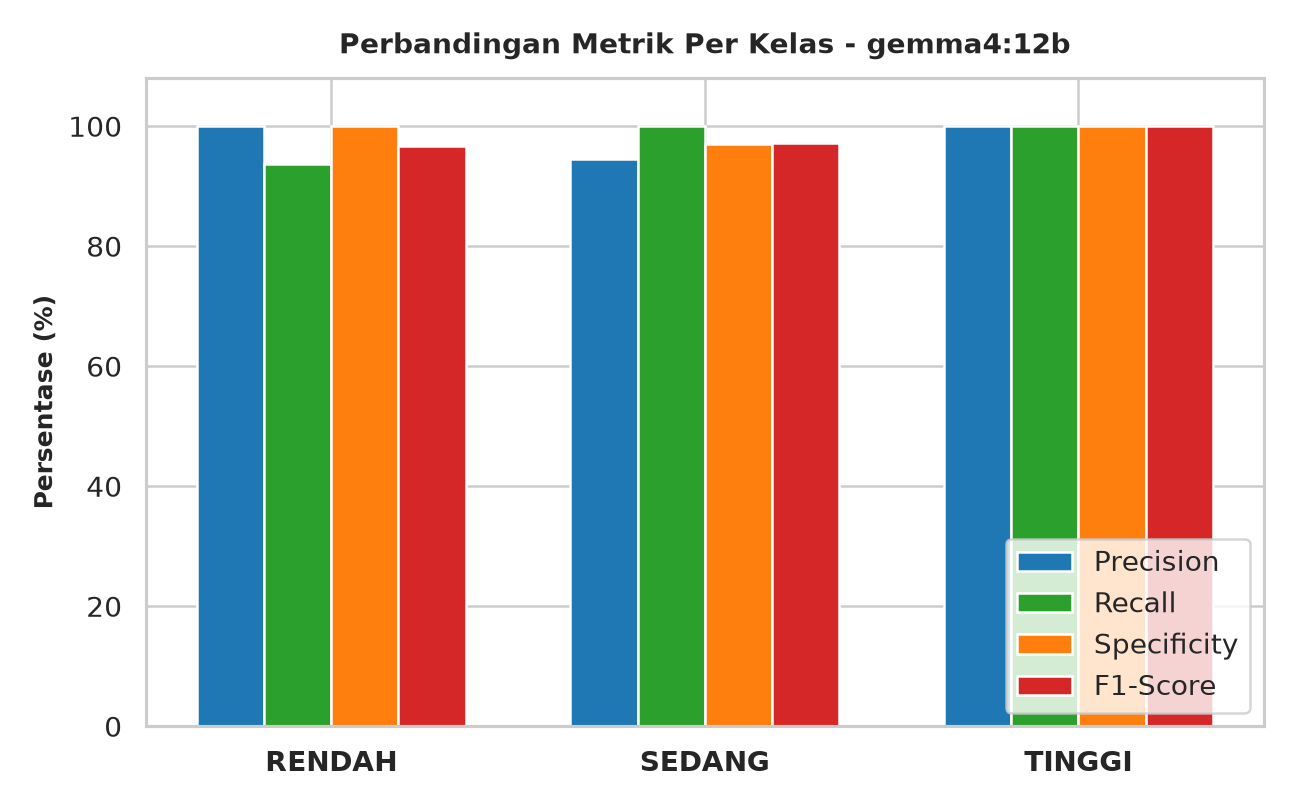 Perbandingan Metrik Per Kelas - gemma4:12b
Persentase (%)
100
80
60
40
20
0
RENDAH
SEDANG
TINGGI
Precision
Recall
Specificity
F1-Score